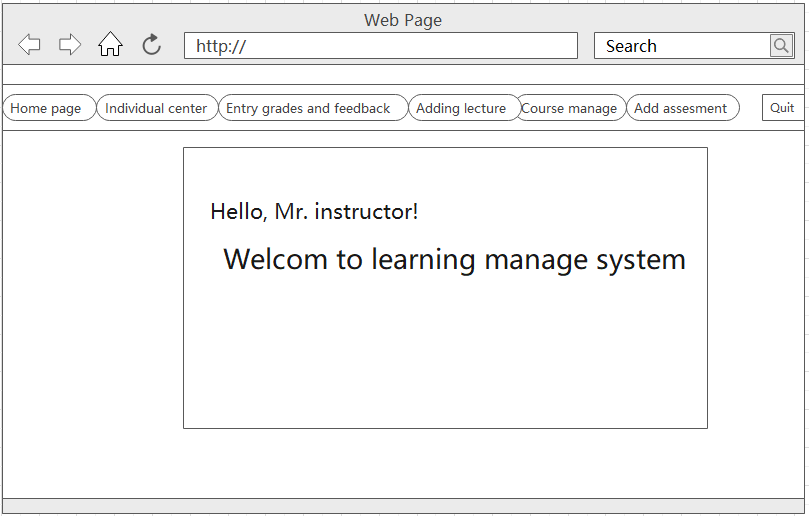 Web Page
http://
Search
Home page Individual center Entry grades and feedback Adding lecture Course manage Add assesment Quit
Hello, Mr. instructor!
Welcom to learning manage system